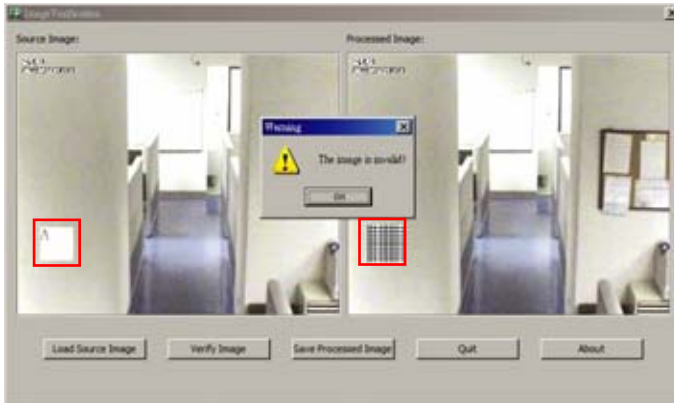 ImageVerification
Source Image:
Processed Image:
Warning
The image is invalid!
OK
A
Load Source Image
Verify Image
Save Processed Image
Quit
About